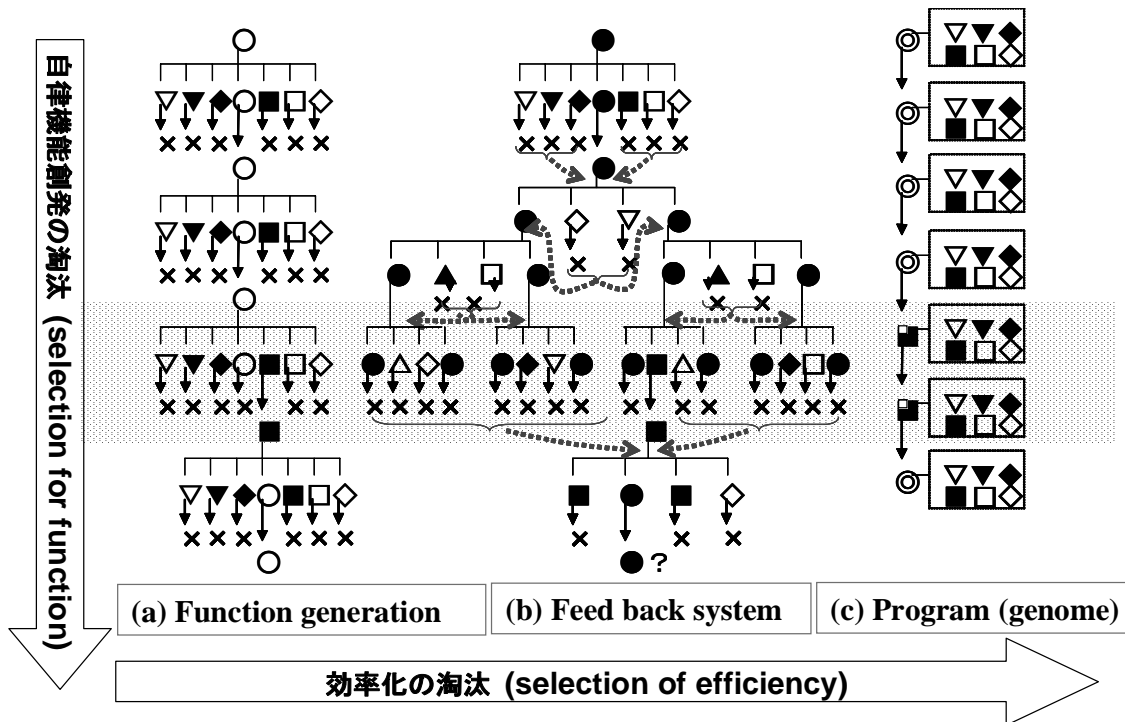 自律機能創発の淘汰 (selection for function)
?
(a) Function generation
(b) Feed back system
(c) Program (genome)
効率化の淘汰 (selection of efficiency)